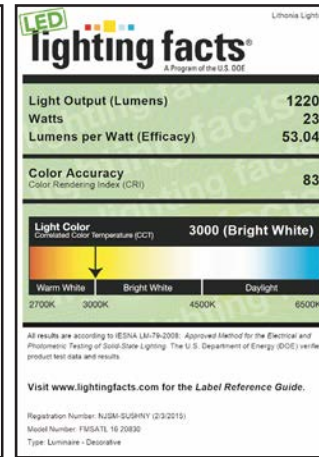 LED
Lithonia Lighti
lighting facts®
A Program of the U.S. DOE
Light Output (Lumens) 1220
Watts 23
Lumens per Watt (Efficacy) 53.04
Color Accuracy 83
Color Rendering Index (CRI)
Light Color 3000 (Bright White)
Correlated Color Temperature (CCT)
Warm White Bright White Daylight
2700K 3000K 4500K 6500K
All results are according to IESNA LM-79-2008: Approved Method for the Electrical and
Photometric Testing of Solid-State Lighting. The U.S. Department of Energy (DOE) verifie
product test data and results.
Visit www.lightingfacts.com for the Label Reference Guide.
Registration Number: NJSM-SUSHNY (2/3/2015)
Model Number: FMSATL 16 20830
Type: Luminaire - Decorative